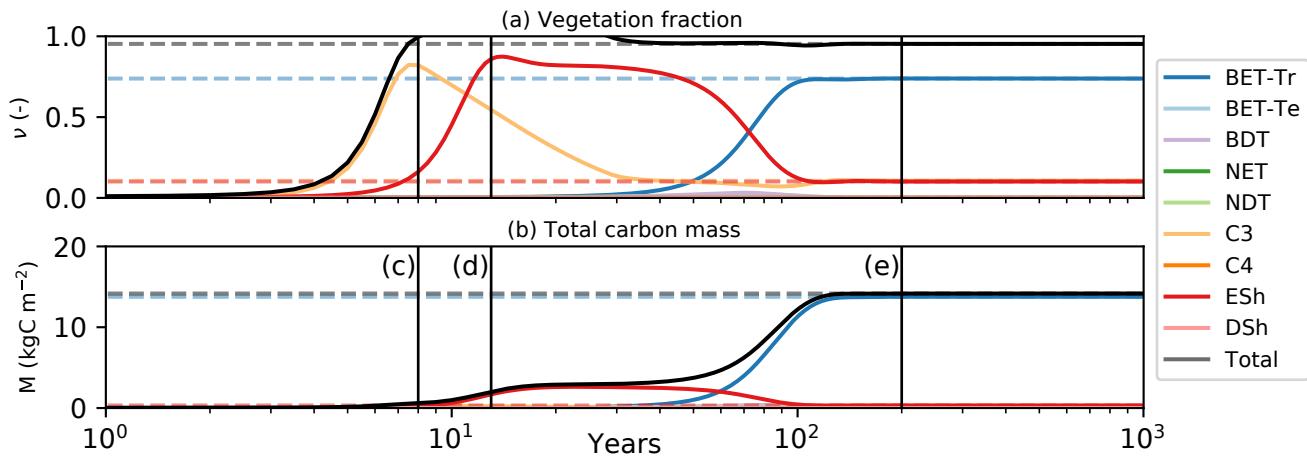 (a) Vegetation fraction
1.0
0.5
0.0
ν (-)
(b) Total carbon mass
20
10
0
M (kgC m⁻²)
(c)
(d)
(e)
10⁰
10¹
10²
10³
Years
BET-Tr
BET-Te
BDT
NET
NDT
C3
C4
ESh
DSh
Total